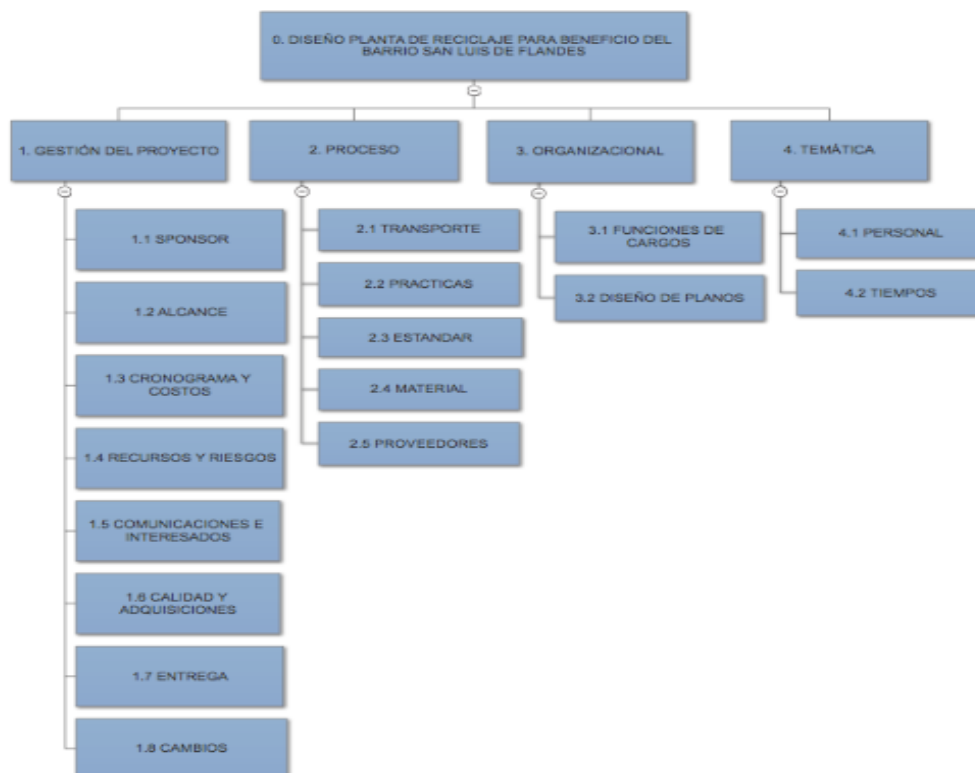 0. DISEÑO PLANTA DE RECICLAJE PARA BENEFICIO DEL
BARRIO SAN LUIS DE FLANDES
1. GESTIÓN DEL PROYECTO
1.1 SPONSOR
1.2 ALCANCE
1.3 CRONOGRAMA Y
COSTOS
1.4 RECURSOS Y RIESGOS
1.5 COMUNICACIONES E
INTERESADOS
1.6 CALIDAD Y
ADQUISICIONES
1.7 ENTREGA
1.8 CAMBIOS
2. PROCESO
2.1 TRANSPORTE
2.2 PRACTICAS
2.3 ESTANDAR
2.4 MATERIAL
2.5 PROVEEDORES
3. ORGANIZACIONAL
3.1 FUNCIONES DE
CARGOS
3.2 DISEÑO DE PLANOS
4. TEMÁTICA
4.1 PERSONAL
4.2 TIEMPOS